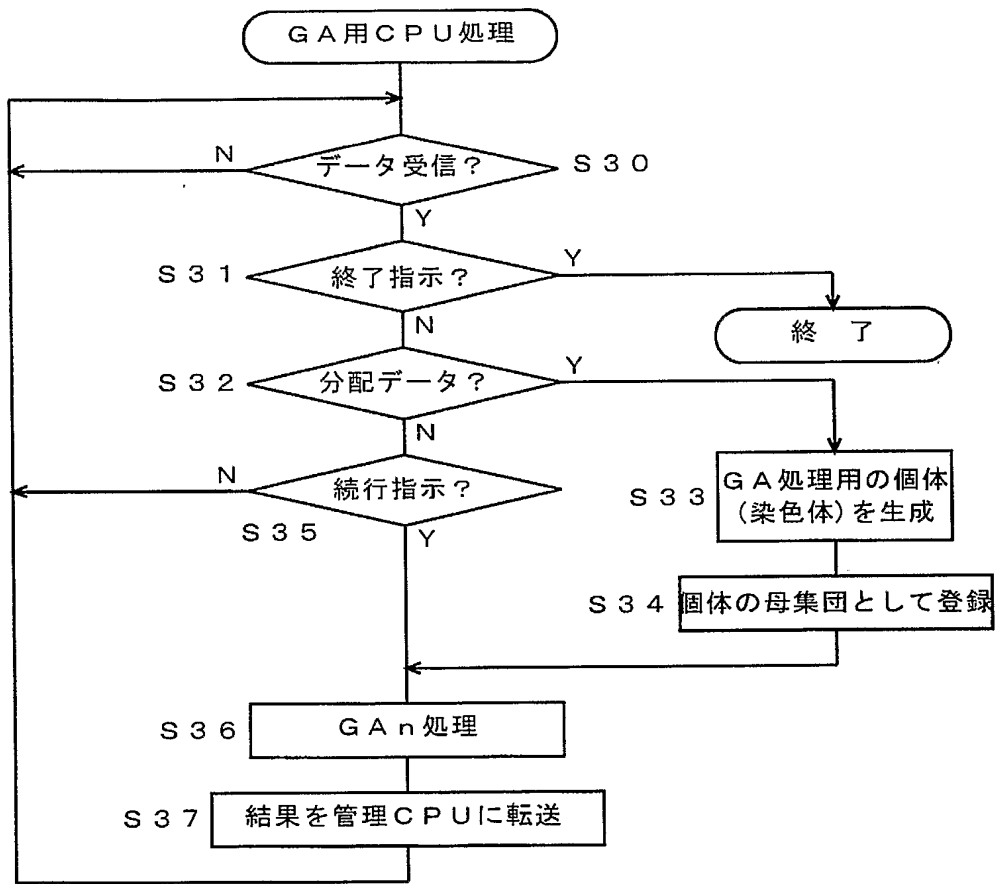 GA用CPU処理
N
データ受信？
S30
Y
S31
終了指示？
Y
N
終 了
S32
分配データ？
Y
N
N
続行指示？
S35
Y
S33
GA処理用の個体
(染色体)を生成
S34
個体の母集団として登録
S36
GAn処理
S37
結果を管理CPUに転送